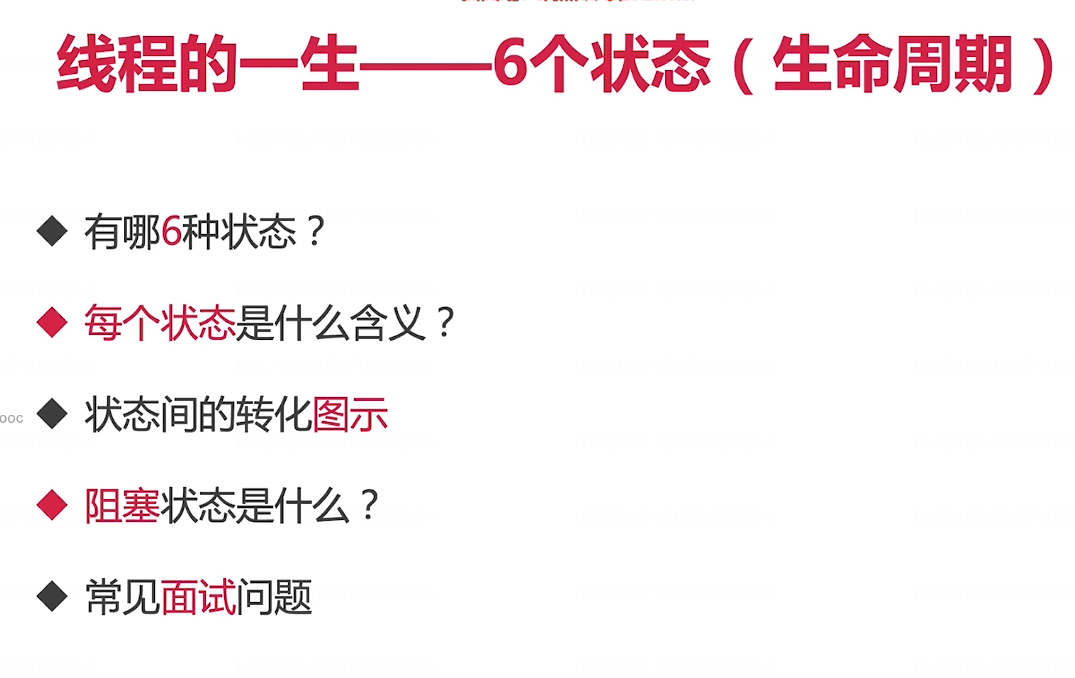 线程的一生——6个状态（生命周期）
有哪6种状态？
每个状态是什么含义？
状态间的转化图示
ooc
阻塞状态是什么？
常见面试问题